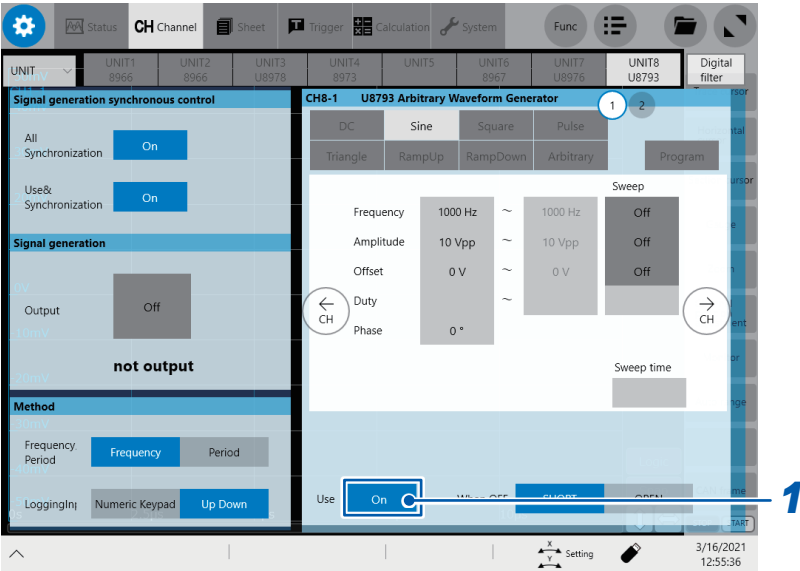 Status CH Channel Sheet Trigger Calculation System Func
UNIT UNIT1 UNIT2 UNIT3 UNIT4 UNIT5 UNIT6 UNIT7 UNIT8 Digital
8966 8966 U8978 8973 8967 U8976 U8793 filter
Signal generation synchronous control
All
Synchronization On
Use&
Synchronization On
Signal generation
Output Off
not output
Method
Frequency
Period Frequency Period
LoggingIn Numeric Keypad Up Down
CH8-1 U8793 Arbitrary Waveform Generator 1 2
DC Sine Square Pulse
Triangle RampUp RampDown Arbitrary Program
Sweep
Frequency 1000 Hz ~ 1000 Hz Off
Amplitude 10 Vpp ~ 10 Vpp Off
Offset 0 V ~ 0 V Off
Duty ~
Phase 0 °
← CH
→ CH
Sweep time
Use On When OFF SHORT OPEN
1
X Y Setting
3/16/2021
12:55:36